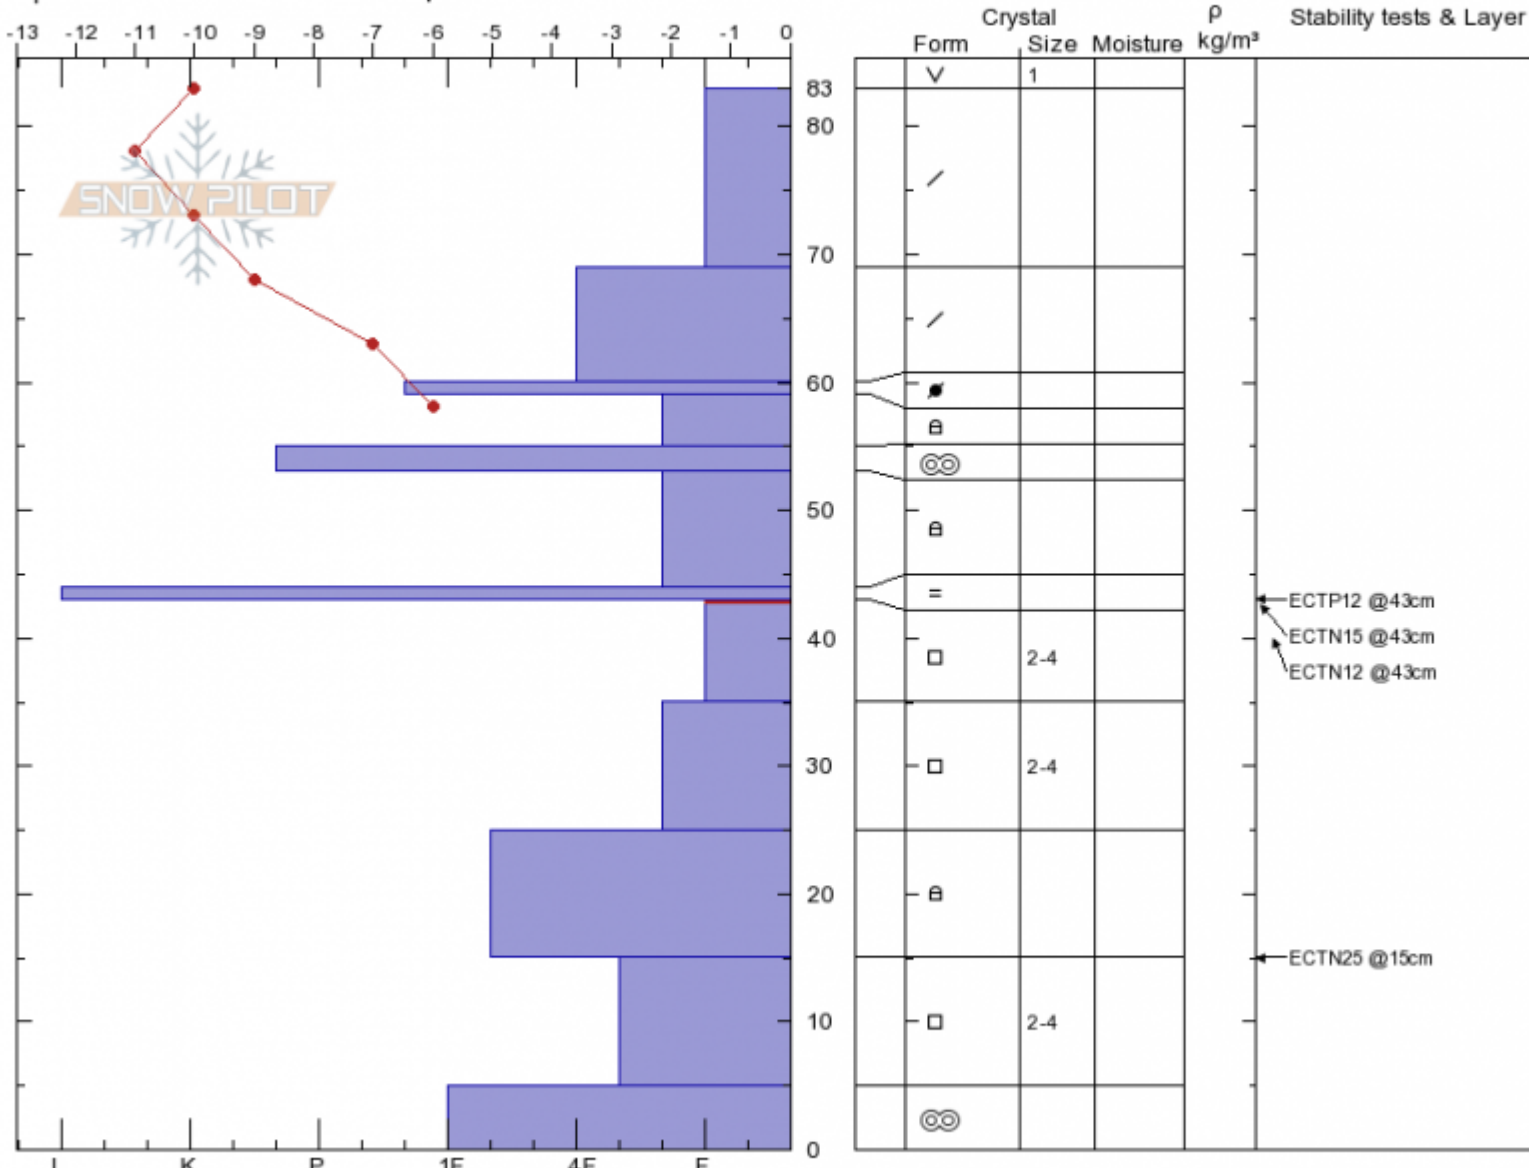 Crystal ρ Stability tests & Layer
-13 -12 -11 -10 -9 -8 -7 -6 -5 -4 -3 -2 -1 0 Form Size Moisture kg/m³
1
83
80
SNOW PILOT
70
60
50
ECTP12 @43cm
40 ECTN15 @43cm
2-4 ECTN12 @43cm
30 2-4
20
ECTN25 @15cm
10 2-4
0
I K P 1F 4F F